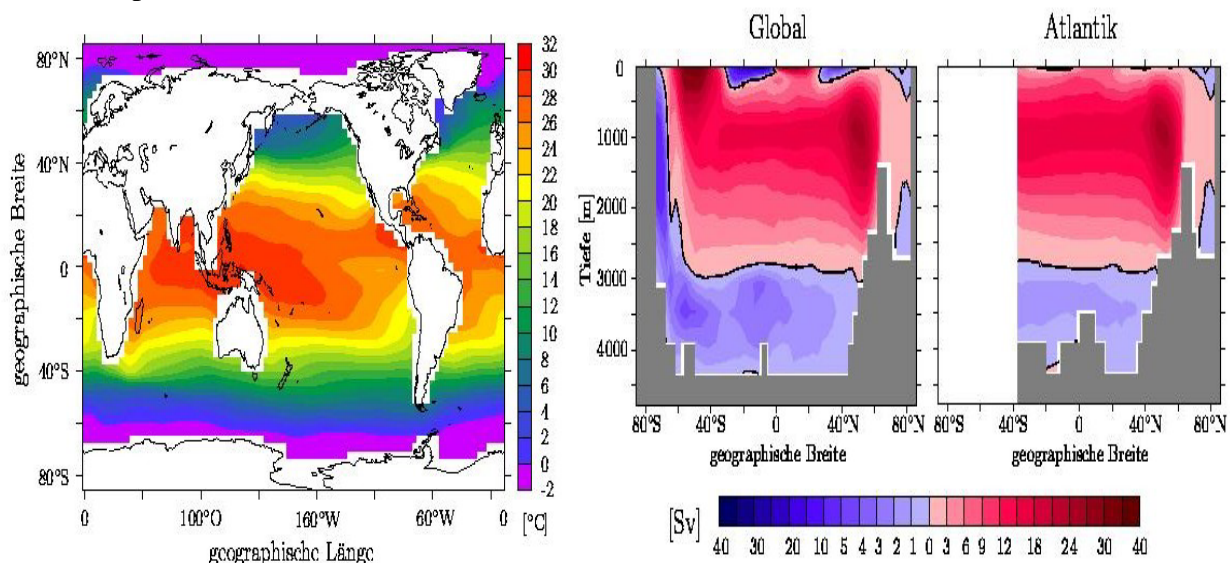 Global
Atlantik
80°N
40°N
0
40°S
80°S
geographische Breite
0
100°O
160°W
60°W
0
geographische Länge
32
30
28
26
24
22
20
18
16
14
12
10
8
6
4
2
0
-2
[°C]
0
1000
2000
3000
4000
Tiefe [m]
80°S
40°S
0
40°N
80°N
geographische Breite
80°S
40°S
0
40°N
80°N
geographische Breite
[Sv]
40 30 20 10 5 4 3 2 1 0 3 6 9 12 18 24 30 40